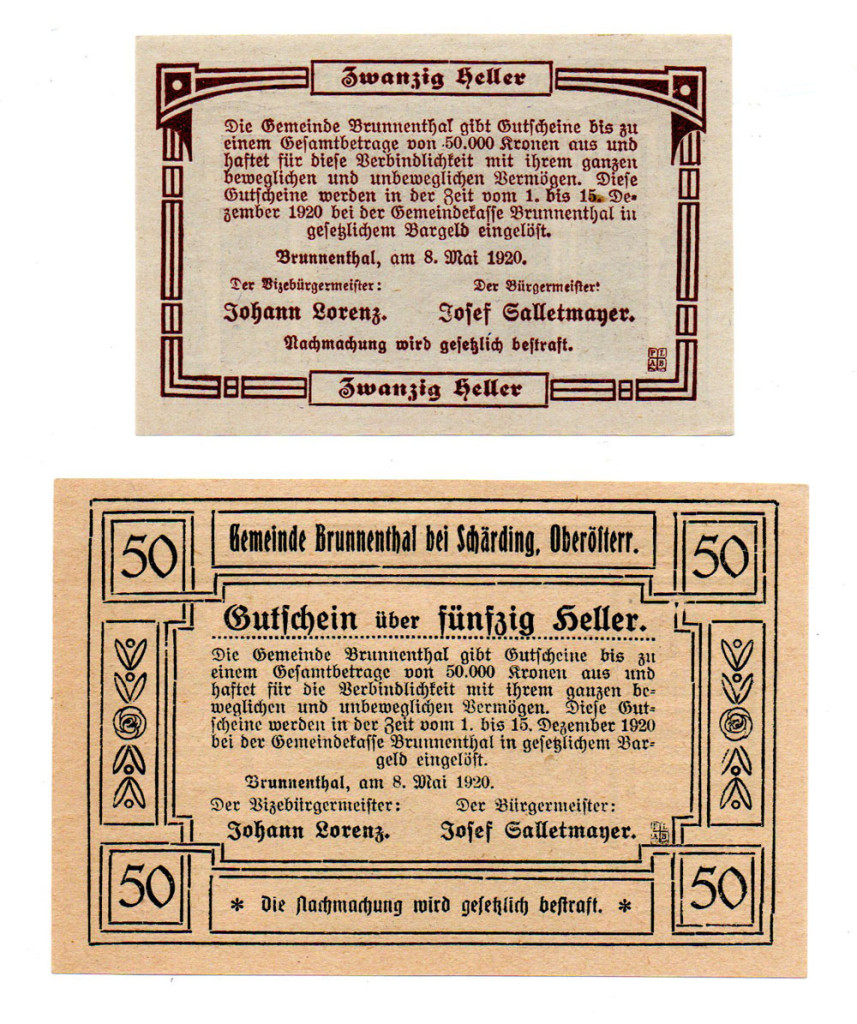 Zwanzig Heller
Die Gemeinde Brunnenthal gibt Gutscheine bis zu
einem Gesamtbetrage von 50.000 Kronen aus und
haftet für diese Verbindlichkeit mit ihrem ganzen
beweglichen und unbeweglichen Vermögen. Diese
Gutscheine werden in der Zeit vom 1. bis 15. De-
zember 1920 bei der Gemeindekasse Brunnenthal in
gesetzlichem Bargeld eingelöst.
Brunnenthal, am 8. Mai 1920.
Der Vizebürgermeister: Der Bürgermeister:
Johann Lorenz. Josef Salletmayer.
Nachmachung wird gesetzlich bestraft.
Zwanzig Heller
50 Gemeinde Brunnenthal bei Schärding, Oberösterr. 50
Gutschein über fünfzig Heller.
Die Gemeinde Brunnenthal gibt Gutscheine bis zu
einem Gesamtbetrage von 50.000 Kronen aus und
haftet für die Verbindlichkeit mit ihrem ganzen be-
weglichen und unbeweglichen Vermögen. Diese Gut-
scheine werden in der Zeit vom 1. bis 15. Dezember 1920
bei der Gemeindekasse Brunnenthal in gesetzlichem Bar-
geld eingelöst.
Brunnenthal, am 8. Mai 1920.
Der Vizebürgermeister: Der Bürgermeister:
Johann Lorenz. Josef Salletmayer.
50 * Die Nachmachung wird gesetzlich bestraft. * 50